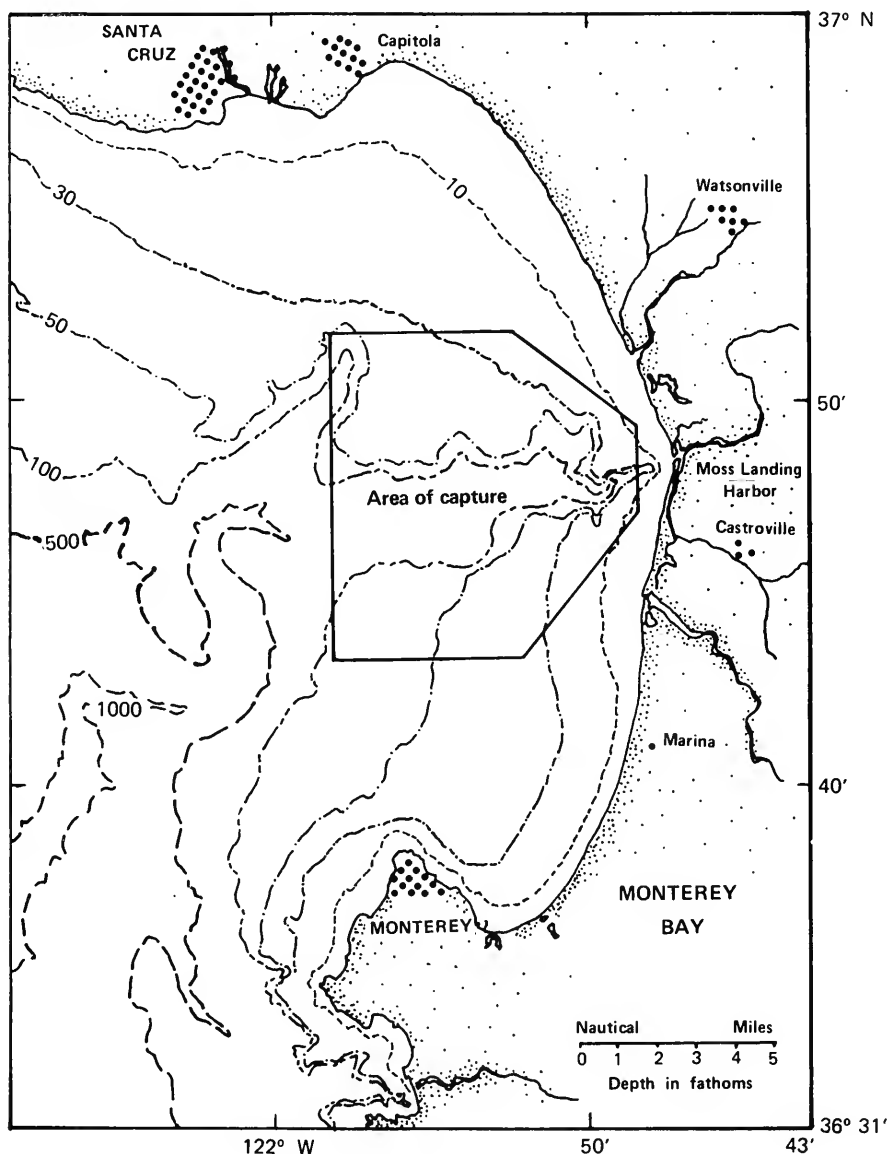 37° N
SANTA
CRUZ
Capitola
10
30
Watsonville
50
50′
100
Area of capture
Moss Landing
Harbor
Castroville
500
1000
Marina
40′
MONTEREY
BAY
MONTEREY
Nautical Miles
0 1 2 3 4 5
Depth in fathoms
36° 31′
122° W
50′
43′